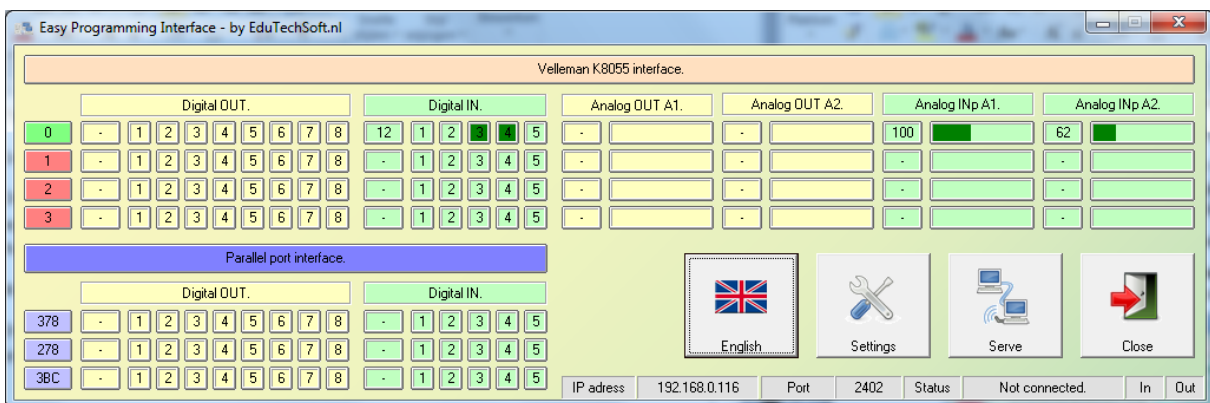 Easy Programming Interface - by EduTechSoft.nl
Velleman K8055 interface.
Digital OUT. Digital IN. Analog OUT A1. Analog OUT A2. Analog INp A1. Analog INp A2.
0 - 1 2 3 4 5 6 7 8 12 1 2 3 4 5 - - 100 62
1 - 1 2 3 4 5 6 7 8 - 1 2 3 4 5 - - - -
2 - 1 2 3 4 5 6 7 8 - 1 2 3 4 5 - - - -
3 - 1 2 3 4 5 6 7 8 - 1 2 3 4 5 - - - -
Parallel port interface.
Digital OUT. Digital IN.
378 - 1 2 3 4 5 6 7 8 - 1 2 3 4 5
278 - 1 2 3 4 5 6 7 8 - 1 2 3 4 5
3BC - 1 2 3 4 5 6 7 8 - 1 2 3 4 5
English Settings Serve Close
IP adress 192.168.0.116 Port 2402 Status Not connected. In Out